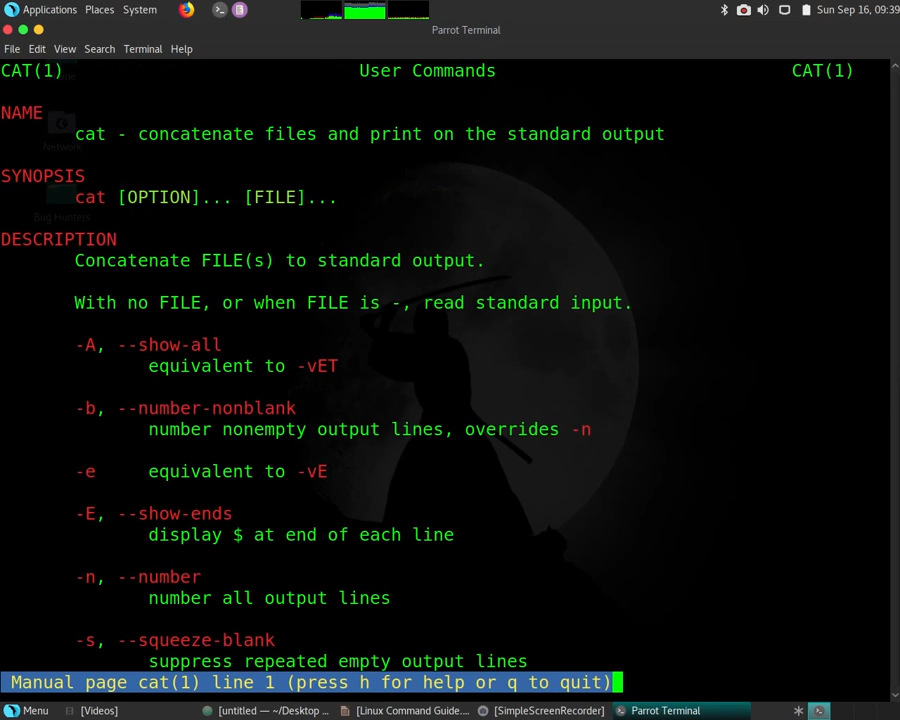 Applications Places System Sun Sep 16, 09:39
Parrot Terminal
File Edit View Search Terminal Help
CAT(1) User Commands CAT(1)
NAME
cat - concatenate files and print on the standard output
Network
SYNOPSIS
cat [OPTION]... [FILE]...
Bug Hunters
DESCRIPTION
Concatenate FILE(s) to standard output.
With no FILE, or when FILE is -, read standard input.
-A, --show-all
equivalent to -vET
-b, --number-nonblank
number nonempty output lines, overrides -n
-e equivalent to -vE
-E, --show-ends
display $ at end of each line
-n, --number
number all output lines
-s, --squeeze-blank
suppress repeated empty output lines
Manual page cat(1) line 1 (press h for help or q to quit)
Menu [Videos] [untitled — ~/Desktop ... [Linux Command Guide.... [SimpleScreenRecorder] Parrot Terminal